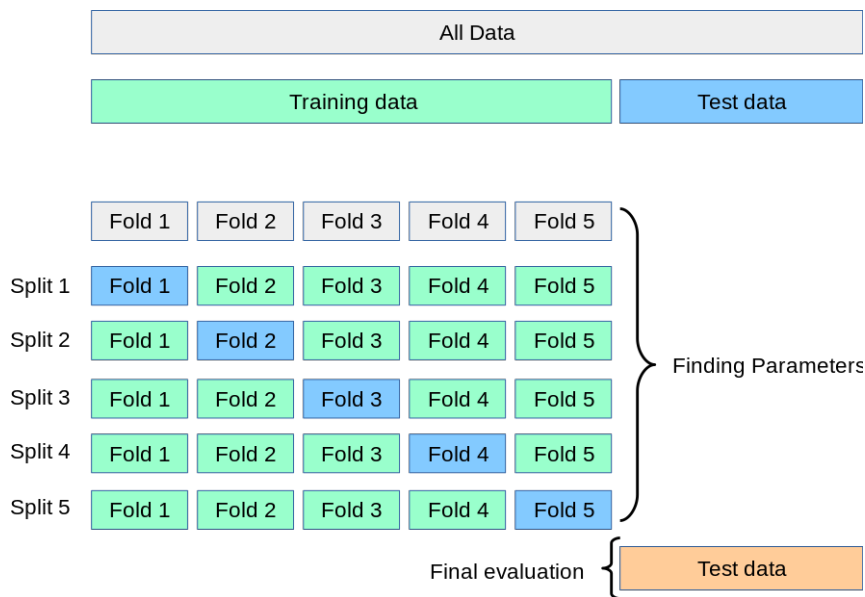 All Data
Training data Test data
Fold 1 Fold 2 Fold 3 Fold 4 Fold 5
Split 1 Fold 1 Fold 2 Fold 3 Fold 4 Fold 5
Split 2 Fold 1 Fold 2 Fold 3 Fold 4 Fold 5
Finding Parameters
Split 3 Fold 1 Fold 2 Fold 3 Fold 4 Fold 5
Split 4 Fold 1 Fold 2 Fold 3 Fold 4 Fold 5
Split 5 Fold 1 Fold 2 Fold 3 Fold 4 Fold 5
Final evaluation Test data